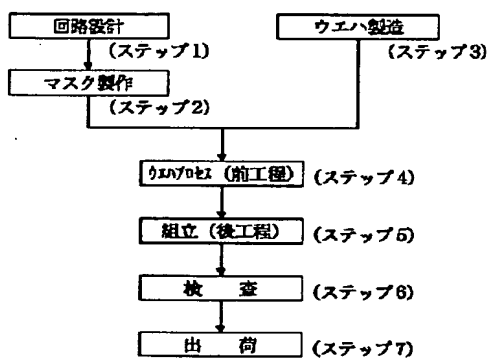 回路設計
(ステップ1)
マスク製作
(ステップ2)
ウエハ製造
(ステップ3)
ウエハプロセス (前工程)
(ステップ4)
組立 (後工程)
(ステップ5)
検 査
(ステップ6)
出 荷
(ステップ7)